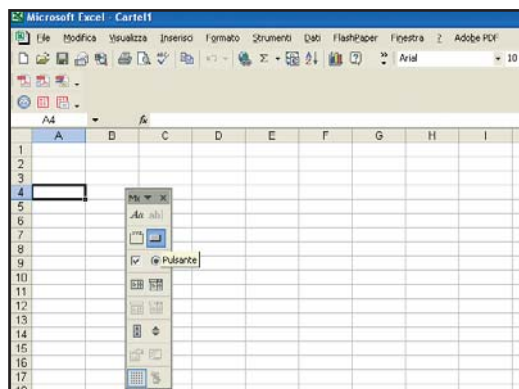 Microsoft Excel - Cartel1
File Modifica Visualizza Inserisci Formato Strumenti Dati FlashPaper Finestra ? Adobe PDF
Arial 10
A4 fx
A B C D E F G H I
1
2
3
4
5
6
7
8
9
10
11
12
13
14
15
16
17
Aa ab|
Pulsante